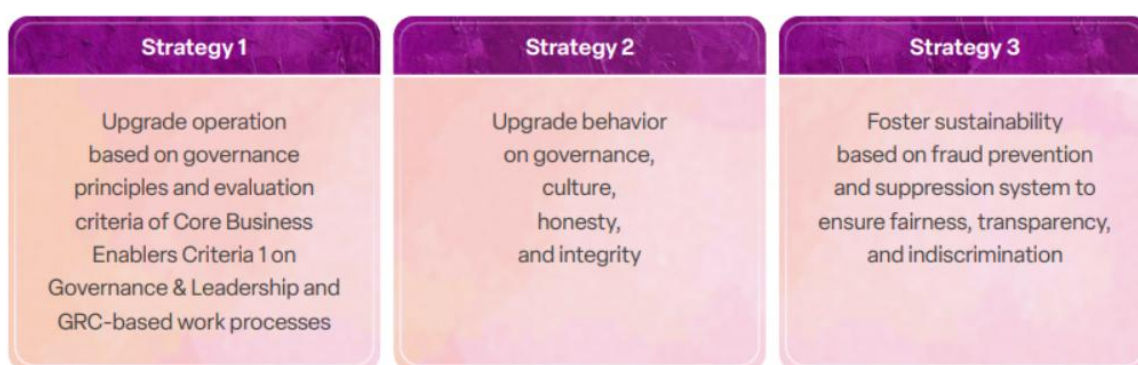 Strategy 1
Upgrade operation
based on governance
principles and evaluation
criteria of Core Business
Enablers Criteria 1 on
Governance & Leadership and
GRC-based work processes
Strategy 2
Upgrade behavior
on governance,
culture,
honesty,
and integrity
Strategy 3
Foster sustainability
based on fraud prevention
and suppression system to
ensure fairness, transparency,
and indiscrimination